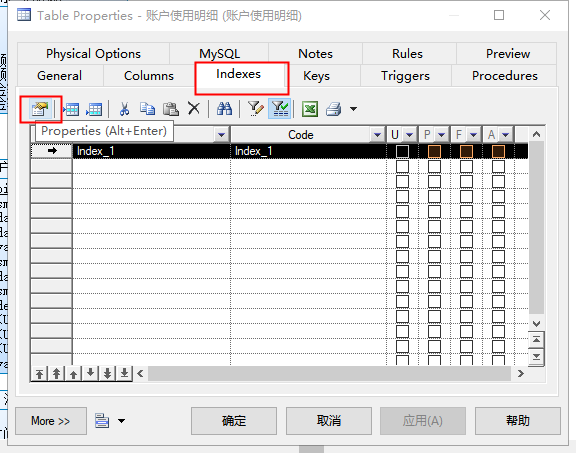 Table Properties - 账户使用明细 (账户使用明细)
Physical Options MySQL Notes Rules Preview
General Columns Indexes Keys Triggers Procedures
Properties (Alt+Enter)
Code U P F A
Index_1 Index_1
More >> 确定 取消 应用(A) 帮助